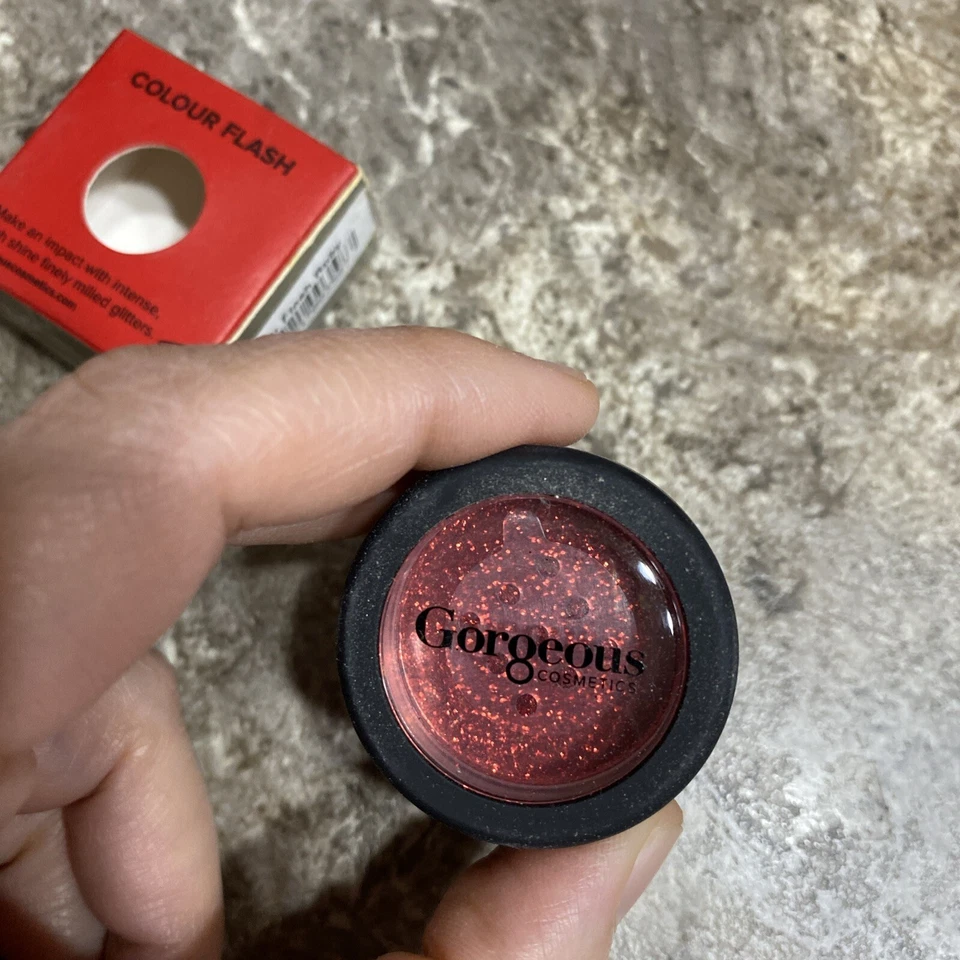 COLOUR FLASH
Make an impact with intense,
shine finely milled glitters.
Gorgeous
COSMETICS